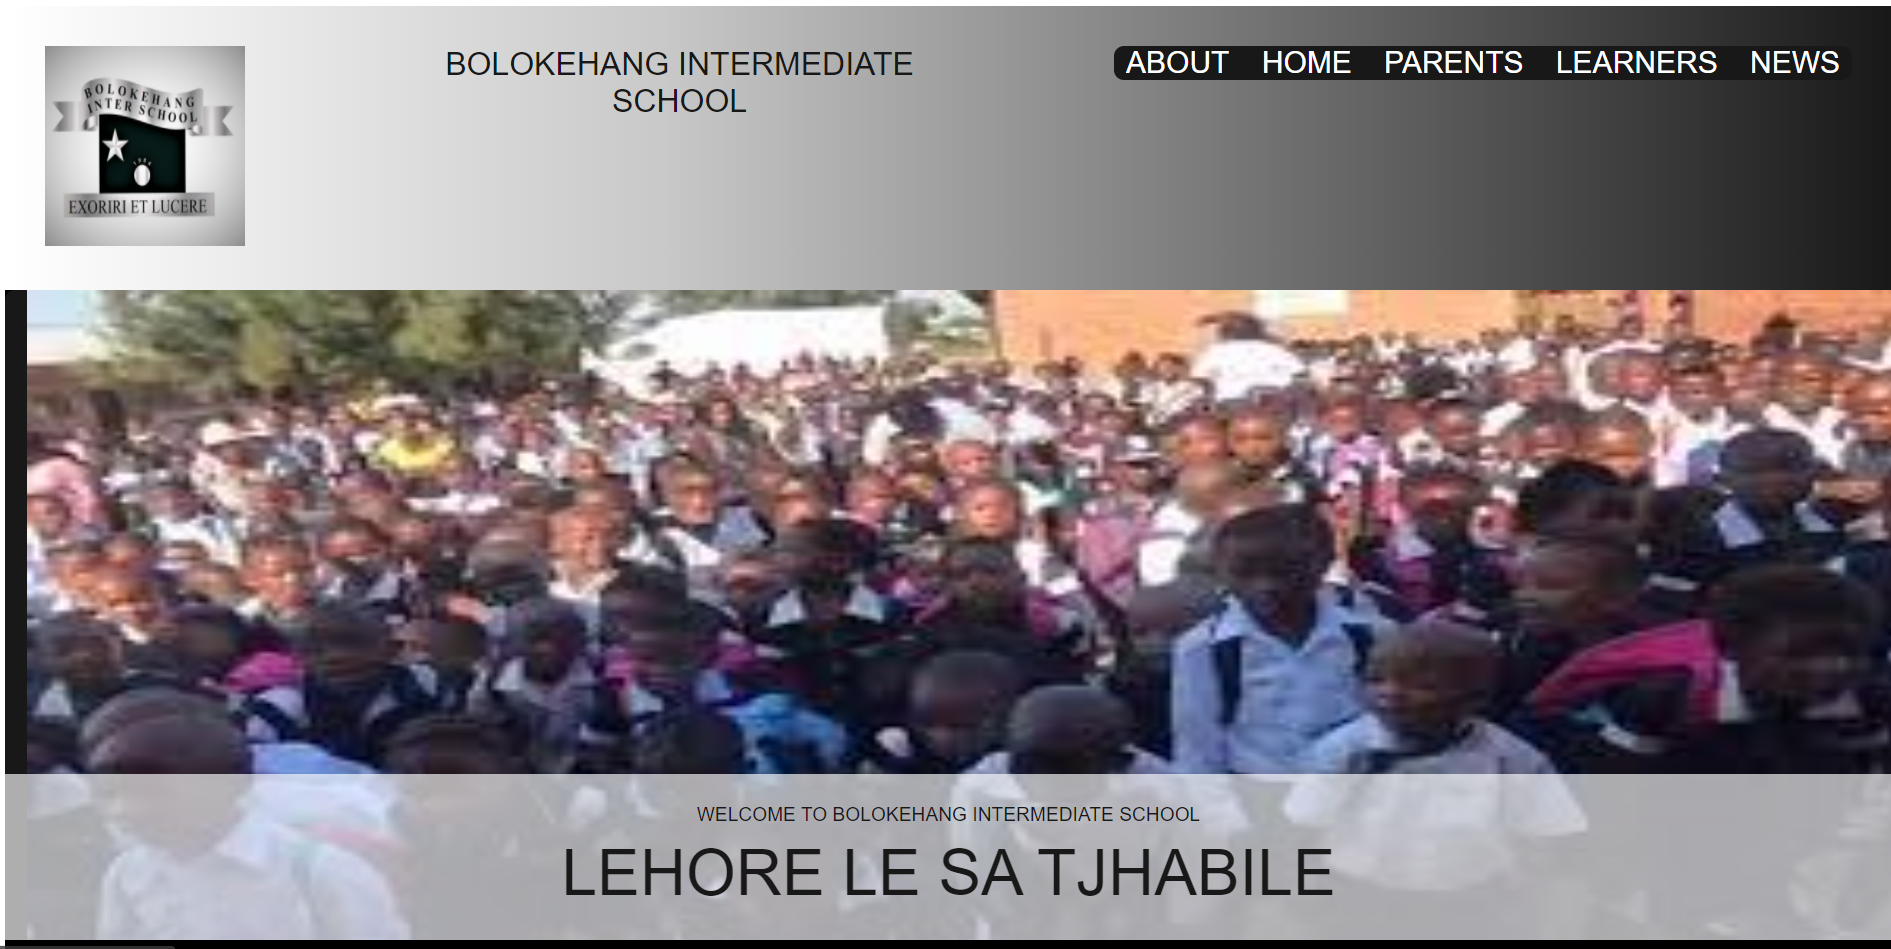 BOLOKEHANG
INTER SCHOOL
EXORIRI ET LUCERE
BOLOKEHANG INTERMEDIATE
SCHOOL
ABOUT HOME PARENTS LEARNERS NEWS
WELCOME TO BOLOKEHANG INTERMEDIATE SCHOOL
LEHORE LE SA TJHABILE